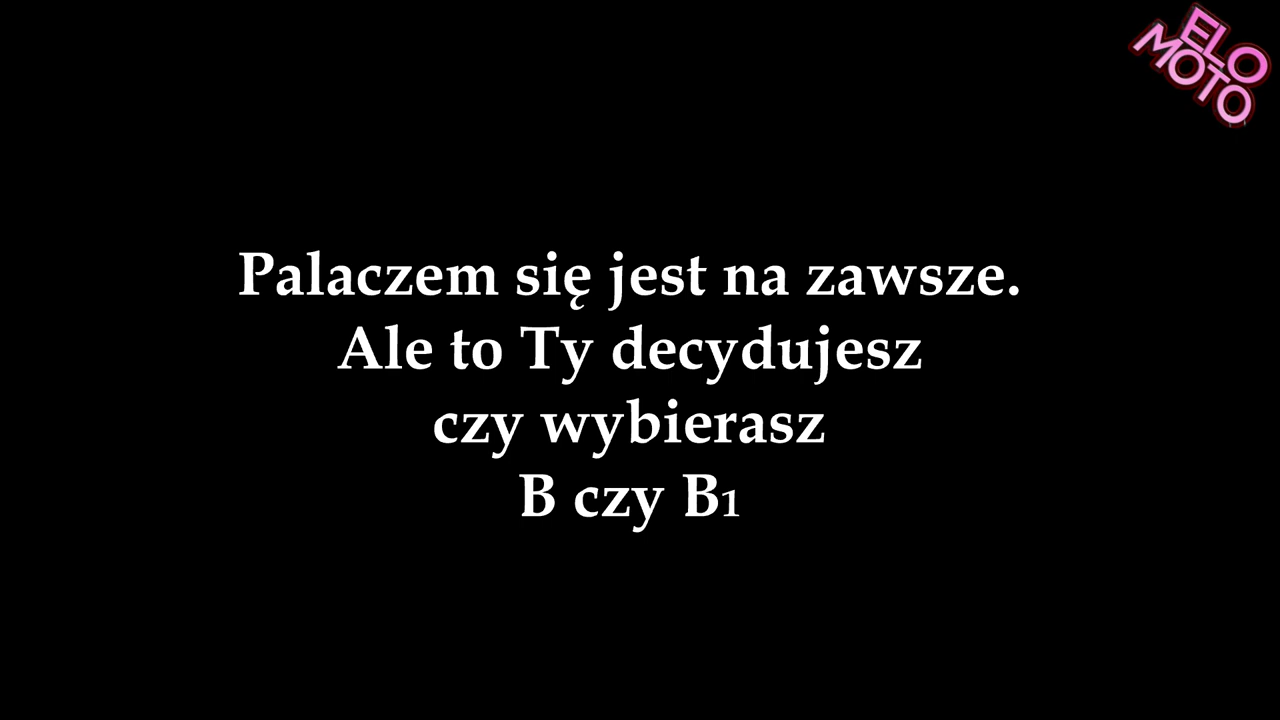 ELO
MOTO
Palaczem się jest na zawsze.
Ale to Ty decydujesz
czy wybierasz
B czy B1